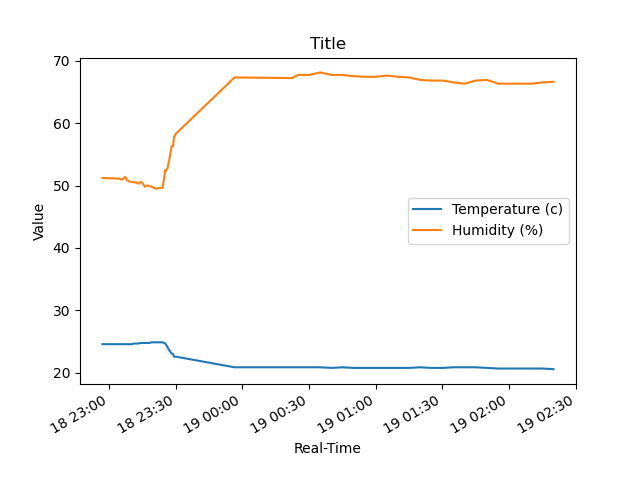 Title
70
60
50
40
30
20
Value
Temperature (c)
Humidity (%)
18 23:00
18 23:30
19 00:00
19 00:30
19 01:00
19 01:30
19 02:00
19 02:30
Real-Time